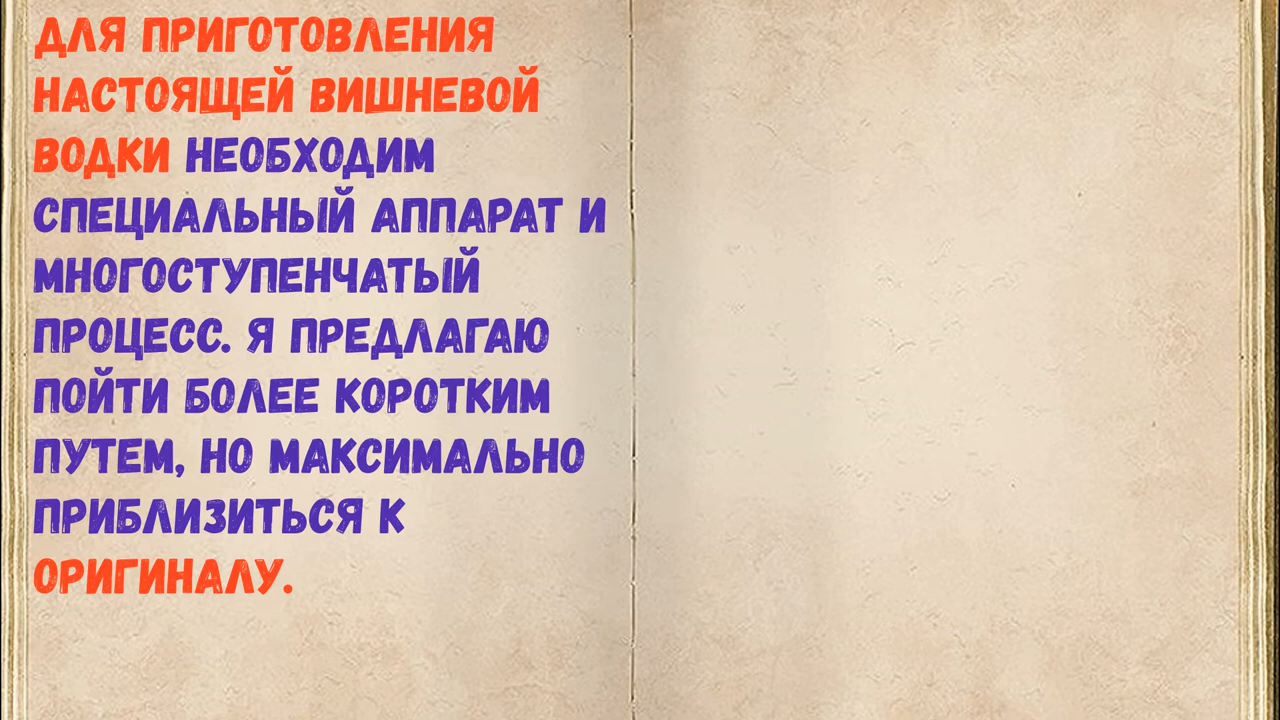 ДЛЯ ПРИГОТОВЛЕНИЯ
НАСТОЯЩЕЙ ВИШНЕВОЙ
ВОДКИ НЕОБХОДИМ
СПЕЦИАЛЬНЫЙ АППАРАТ И
МНОГОСТУПЕНЧАТЫЙ
ПРОЦЕСС. Я ПРЕДЛАГАЮ
ПОЙТИ БОЛЕЕ КОРОТКИМ
ПУТЕМ, НО МАКСИМАЛЬНО
ПРИБЛИЗИТЬСЯ К
ОРИГИНАЛУ.